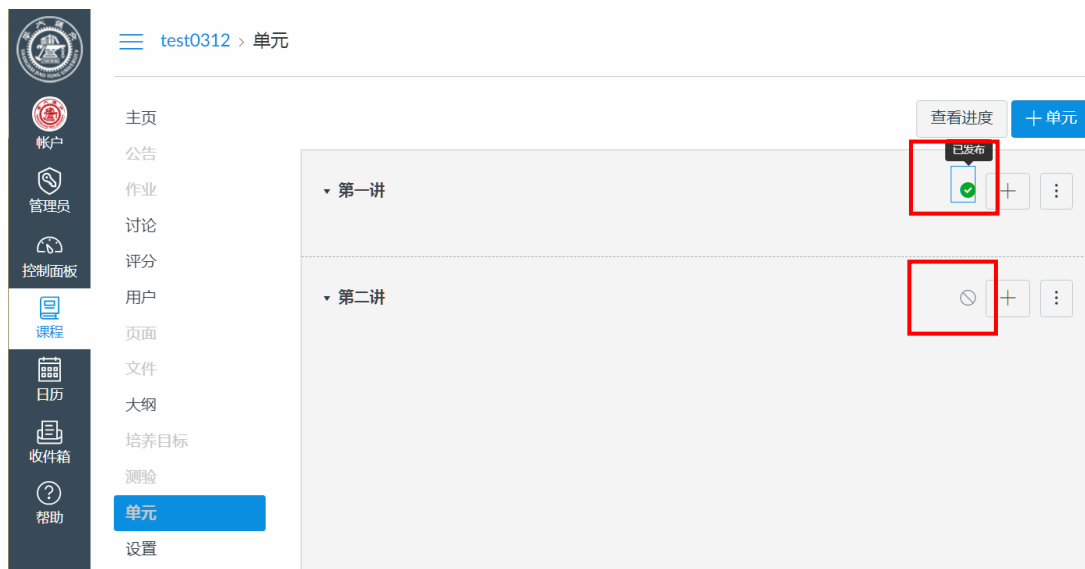 test0312 > 单元
帐户
管理员
控制面板
课程
日历
收件箱
帮助
主页
公告
作业
讨论
评分
用户
页面
文件
大纲
培养目标
测验
单元
设置
查看进度
+ 单元
已发布
第一讲
第二讲